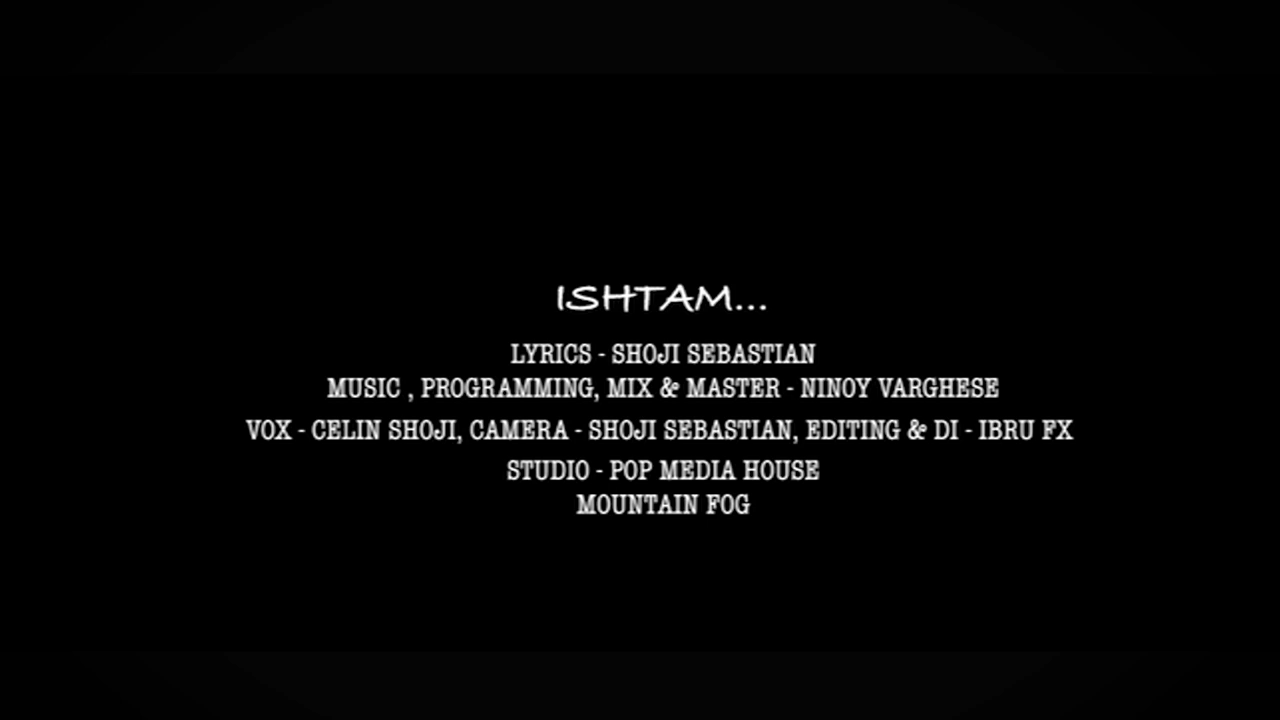 ISHTAM...
LYRICS - SHOJI SEBASTIAN
MUSIC , PROGRAMMING, MIX & MASTER - NINOY VARGHESE
VOX - CELIN SHOJI, CAMERA - SHOJI SEBASTIAN, EDITING & DI - IBRU FX
STUDIO - POP MEDIA HOUSE
MOUNTAIN FOG